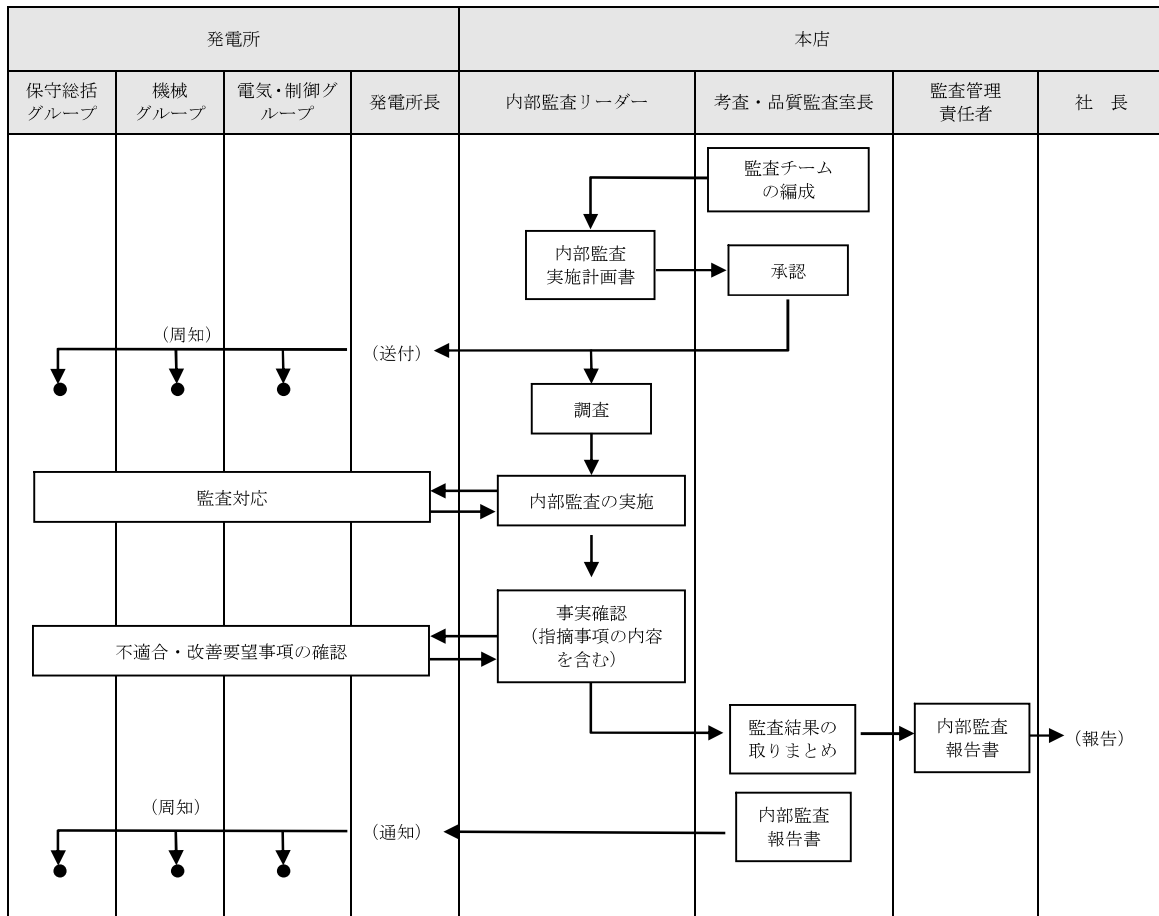 発電所
本店
保守総括
グループ
機械
グループ
電気・制御グ
ループ
発電所長
内部監査リーダー
考査・品質監査室長
監査管理
責任者
社　長
監査チーム
の編成
内部監査
実施計画書
承認
（周知）
（送付）
調査
監査対応
内部監査の実施
事実確認
（指摘事項の内容
を含む）
不適合・改善要望事項の確認
監査結果の
取りまとめ
内部監査
報告書
（報告）
（周知）
（通知）
内部監査
報告書